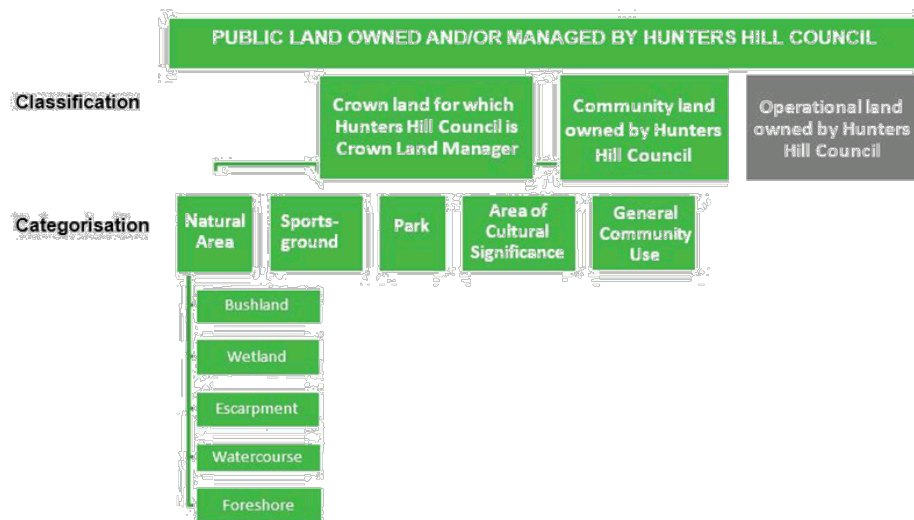 PUBLIC LAND OWNED AND/OR MANAGED BY HUNTERS HILL COUNCIL
Classification
Crown land for which
Hunters Hill Council is
Crown Land Manager
Community land
owned by Hunters
Hill Council
Operational land
owned by Hunters
Hill Council
Categorisation
Natural
Area
Sports-
ground
Park
Area of
Cultural
Significance
General
Community
Use
Bushland
Wetland
Escarpment
Watercourse
Foreshore